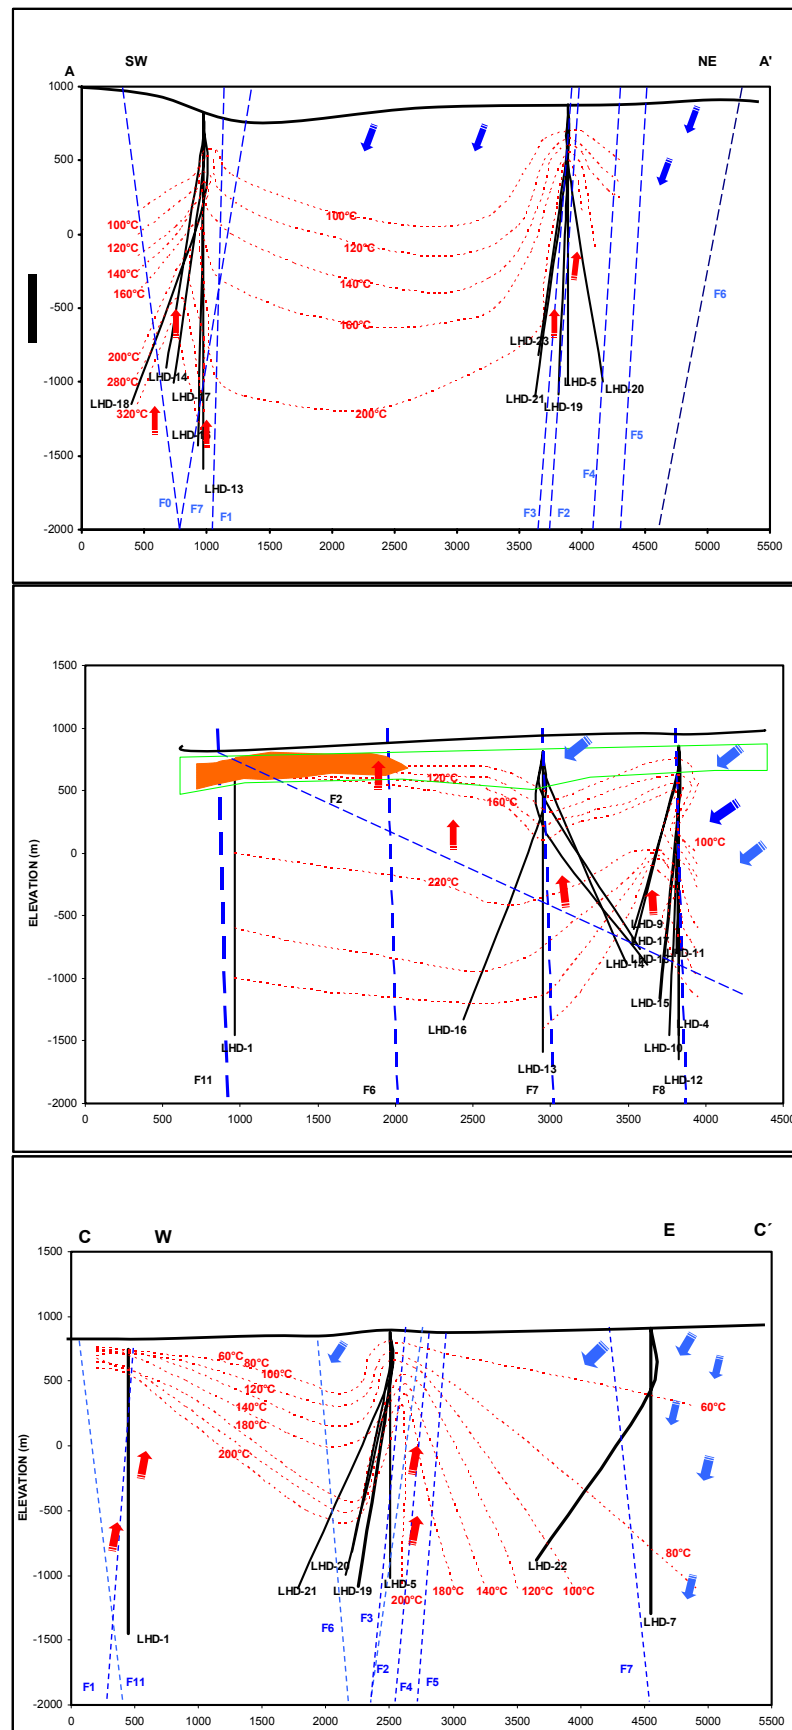 SW
NE
A
A'
1000
500
0
-500
-1000
-1500
-2000
100°C
120°C
140°C
160°C
200°C
280°C
320°C
100°C
120°C
140°C
160°C
200°C
LHD-14
LHD-17
LHD-18
LHD-13
LHD-23
LHD-21
LHD-19
LHD-5
LHD-20
F0
F7
F1
F3
F2
F4
F5
F6
0
500
1000
1500
2000
2500
3000
3500
4000
4500
5000
5500
1500
1000
500
0
-500
-1000
-1500
-2000
ELEVATION (m)
F2
120°C
160°C
220°C
100°C
LHD-9
LHD-14
LHD-11
LHD-15
LHD-4
LHD-16
LHD-1
LHD-10
LHD-13
LHD-12
F11
F6
F7
F8
0
500
1000
1500
2000
2500
3000
3500
4000
4500
C
W
E
C´
1500
1000
500
0
-500
-1000
-1500
-2000
ELEVATION (m)
60°C
80°C
100°C
120°C
140°C
180°C
200°C
60°C
80°C
200°C
180°C
140°C
120°C
100°C
LHD-20
LHD-21
LHD-19
LHD-5
LHD-22
LHD-7
LHD-1
F1
F11
F6
F3
F2
F4
F5
F7
0
500
1000
1500
2000
2500
3000
3500
4000
4500
5000
5500